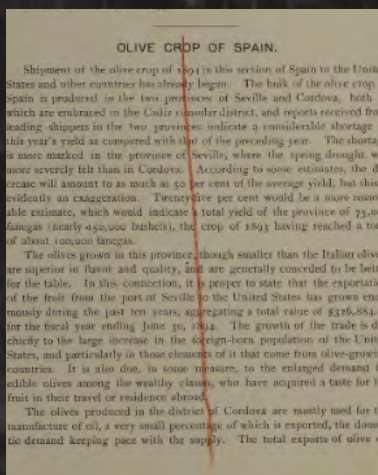 OLIVE CROP OF SPAIN.
Shipment of the olive crop of 1894 in this section of Spain to the Unit
States and other countries has already begun. The bulk of the olive crop
Spain is produced in the two provinces of Seville and Cordova, both
which are embraced in the Cadiz consular district, and reports received fro
leading shippers in the two provinces indicate a considerable shortage
this year's yield as compared with that of the preceding year. The shorta
is more marked in the province of Seville, where the spring drought w
more severely felt than in Cordova. According to some estimates, the d
crease will amount to as much as 50 per cent of the average yield, but this
evidently an exaggeration. Twenty-five per cent would be a more reason
able estimate, which would indicate a total yield of the province of 75,0
fanegas (nearly 450,000 bushels), the crop of 1893 having reached a to
of about 100,000 fanegas.
The olives grown in this province, though smaller than the Italian olive
are superior in flavor and quality, and are generally conceded to be bett
for the table. In this connection, it is proper to state that the exportati
of the fruit from the port of Seville to the United States has grown eno
mously during the past ten years, aggregating a total value of $326,884.
for the fiscal year ending June 30, 1894. The growth of the trade is d
chiefly to the large increase in the foreign-born population of the Unit
States, and particularly in those elements of it that come from olive-growi
countries. It is also due, in some measure, to the enlarged demand f
edible olives among the wealthy classes, who have acquired a taste for t
fruit in their travel or residence abroad.
The olives produced in the district of Cordova are mostly used for t
manufacture of oil, a very small percentage of which is exported, the dome
tic demand keeping pace with the supply. The total exports of olive